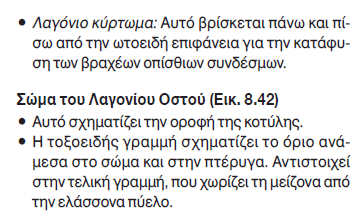 • Λαγόνιο κύρτωμα: Αυτό βρίσκεται πάνω και πί-
σω από την ωτοειδή επιφάνεια για την κατάφυ-
ση των βραχέων οπίσθιων συνδέσμων.
Σώμα του Λαγονίου Οστού (Εικ. 8.42)
• Αυτό σχηματίζει την οροφή της κοτύλης.
• Η τοξοειδής γραμμή σχηματίζει το όριο ανά-
μεσα στο σώμα και στην πτέρυγα. Αντιστοιχεί
στην τελική γραμμή, που χωρίζει τη μείζονα από
την ελάσσονα πύελο.